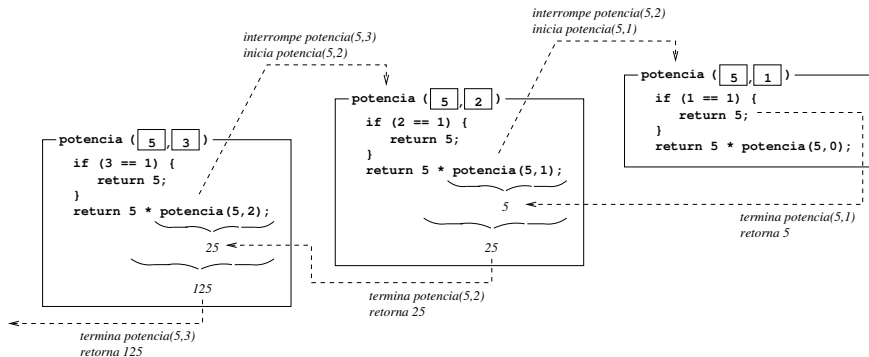 interrompe potencia(5,3)
inicia potencia(5,2)
interrompe potencia(5,2)
inicia potencia(5,1)
potencia ( 5 , 3 )
if (3 == 1) {
return 5;
}
return 5 * potencia(5,2);
25
125
termina potencia(5,3)
retorna 125
potencia ( 5 , 2 )
if (2 == 1) {
return 5;
}
return 5 * potencia(5,1);
5
25
termina potencia(5,2)
retorna 25
potencia ( 5 , 1 )
if (1 == 1) {
return 5;
}
return 5 * potencia(5,0);
termina potencia(5,1)
retorna 5